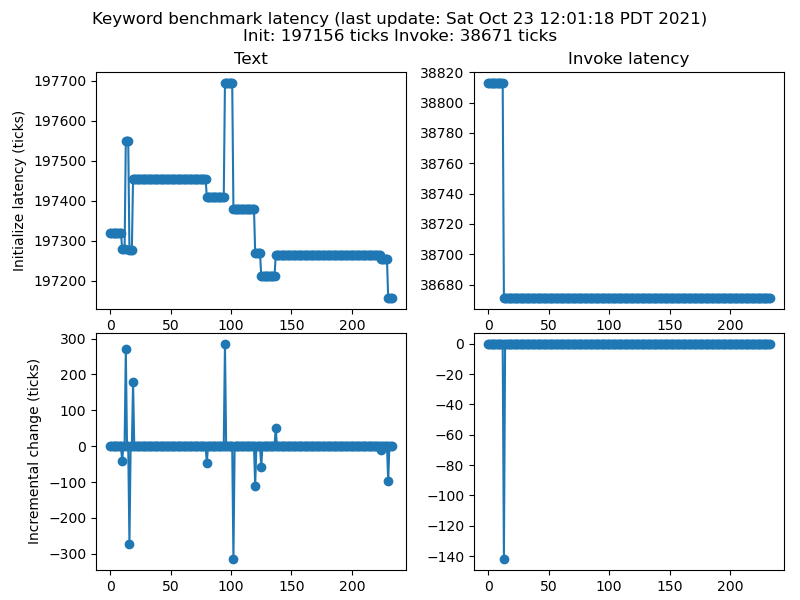 Keyword benchmark latency (last update: Sat Oct 23 12:01:18 PDT 2021)
Init: 197156 ticks Invoke: 38671 ticks
Text
Initialize latency (ticks)
197700
197600
197500
197400
197300
197200
0 50 100 150 200
Invoke latency
38820
38800
38780
38760
38740
38720
38700
38680
0 50 100 150 200
Incremental change (ticks)
300
200
100
0
−100
−200
−300
0 50 100 150 200
0
−20
−40
−60
−80
−100
−120
−140
0 50 100 150 200